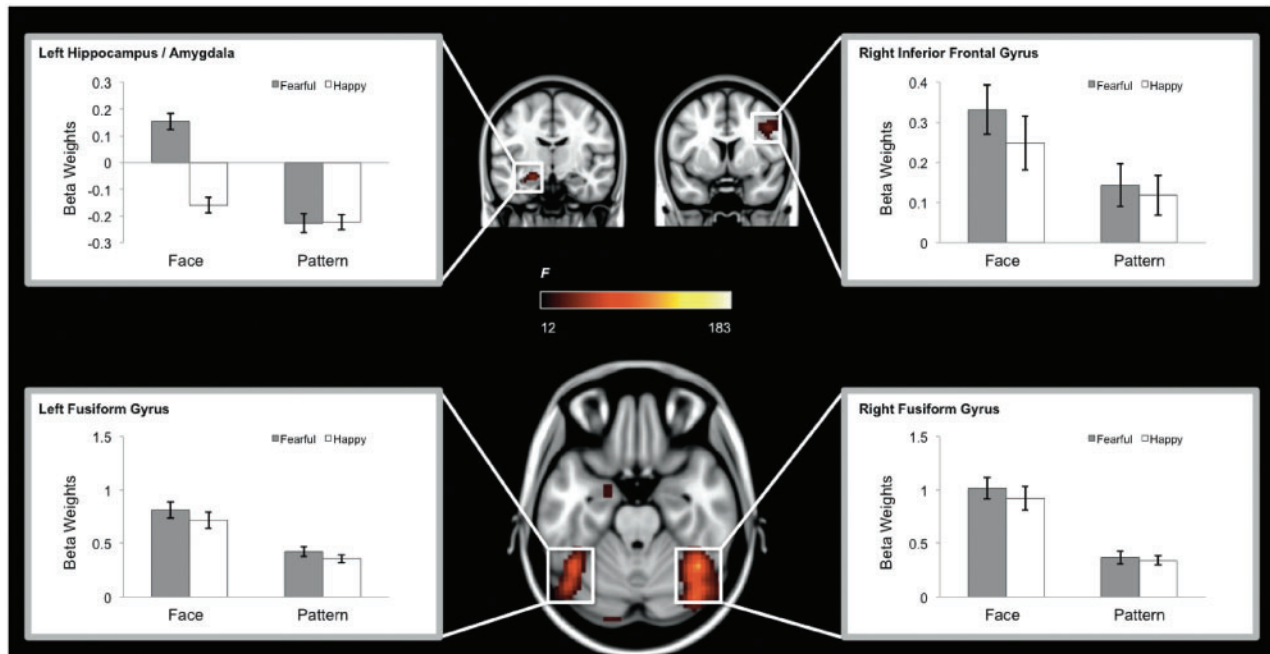 Left Hippocampus / Amygdala
Fearful Happy
0.3
0.2
0.1
0
-0.1
-0.2
-0.3
Beta Weights
Face Pattern
Right Inferior Frontal Gyrus
Fearful Happy
0.4
0.3
0.2
0.1
0
Beta Weights
Face Pattern
F
12 183
Left Fusiform Gyrus
Fearful Happy
1.5
1
0.5
0
Beta Weights
Face Pattern
Right Fusiform Gyrus
Fearful Happy
1.5
1
0.5
0
Beta Weights
Face Pattern